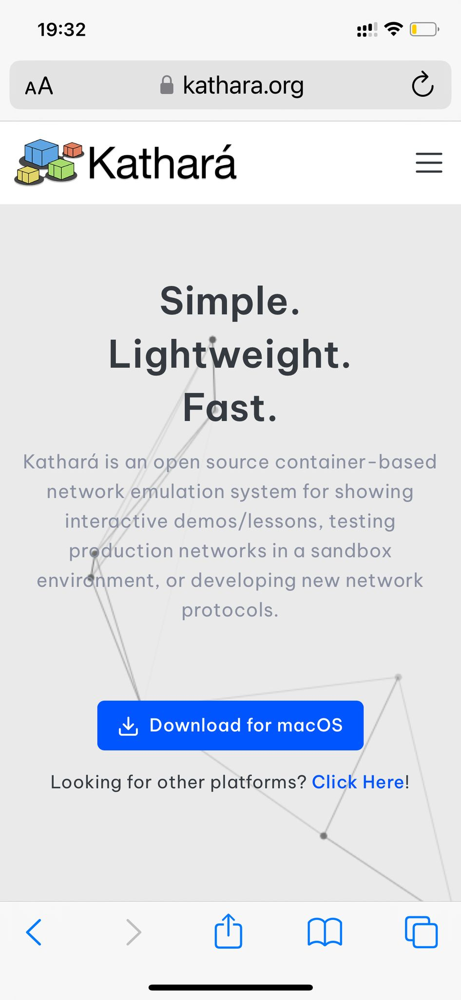 19:32
AA kathara.org
Kathará
Simple.
Lightweight.
Fast.
Kathará is an open source container-based
network emulation system for showing
interactive demos/lessons, testing
production networks in a sandbox
environment, or developing new network
protocols.
Download for macOS
Looking for other platforms? Click Here!